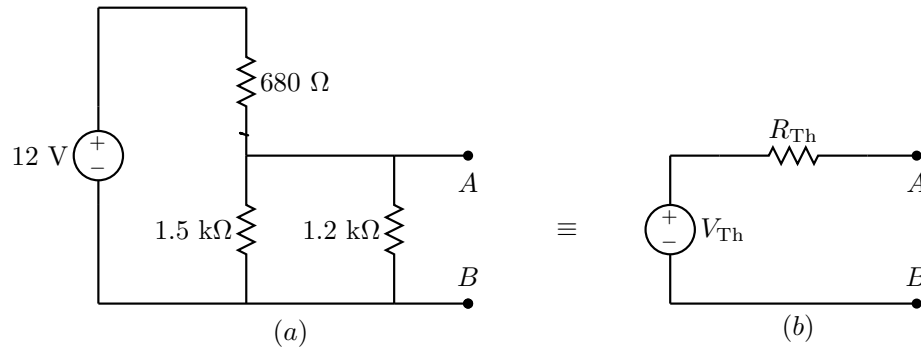 680 Ω
12 V
+
−
A
1.5 kΩ
1.2 kΩ
B
(a)
≡
R_Th
A
+
−
V_Th
B
(b)